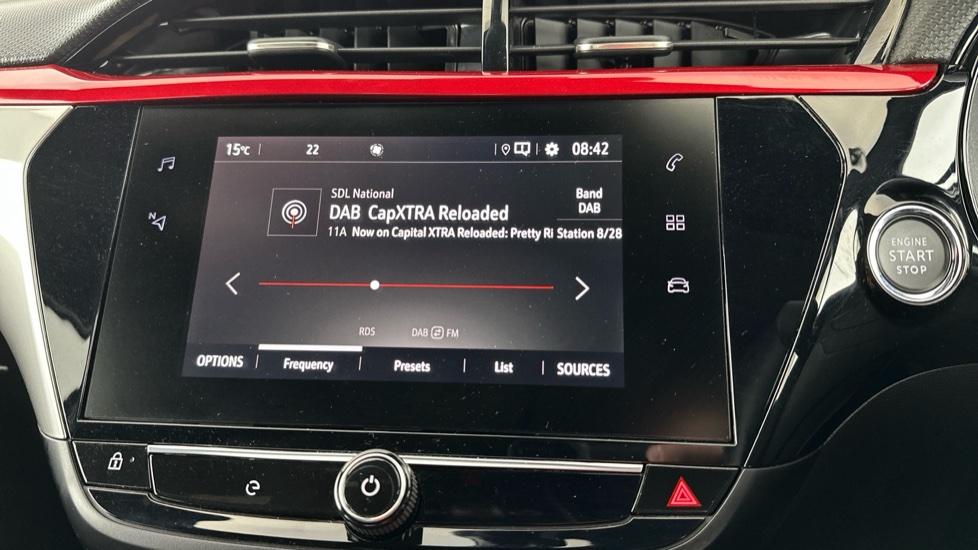 15°C 22 08:42
SDL National
DAB CapXTRA Reloaded
11A Now on Capital XTRA Reloaded: Pretty Ri Station 8/28
Band
DAB
RDS DAB FM
OPTIONS Frequency Presets List SOURCES
N
ENGINE
START
STOP